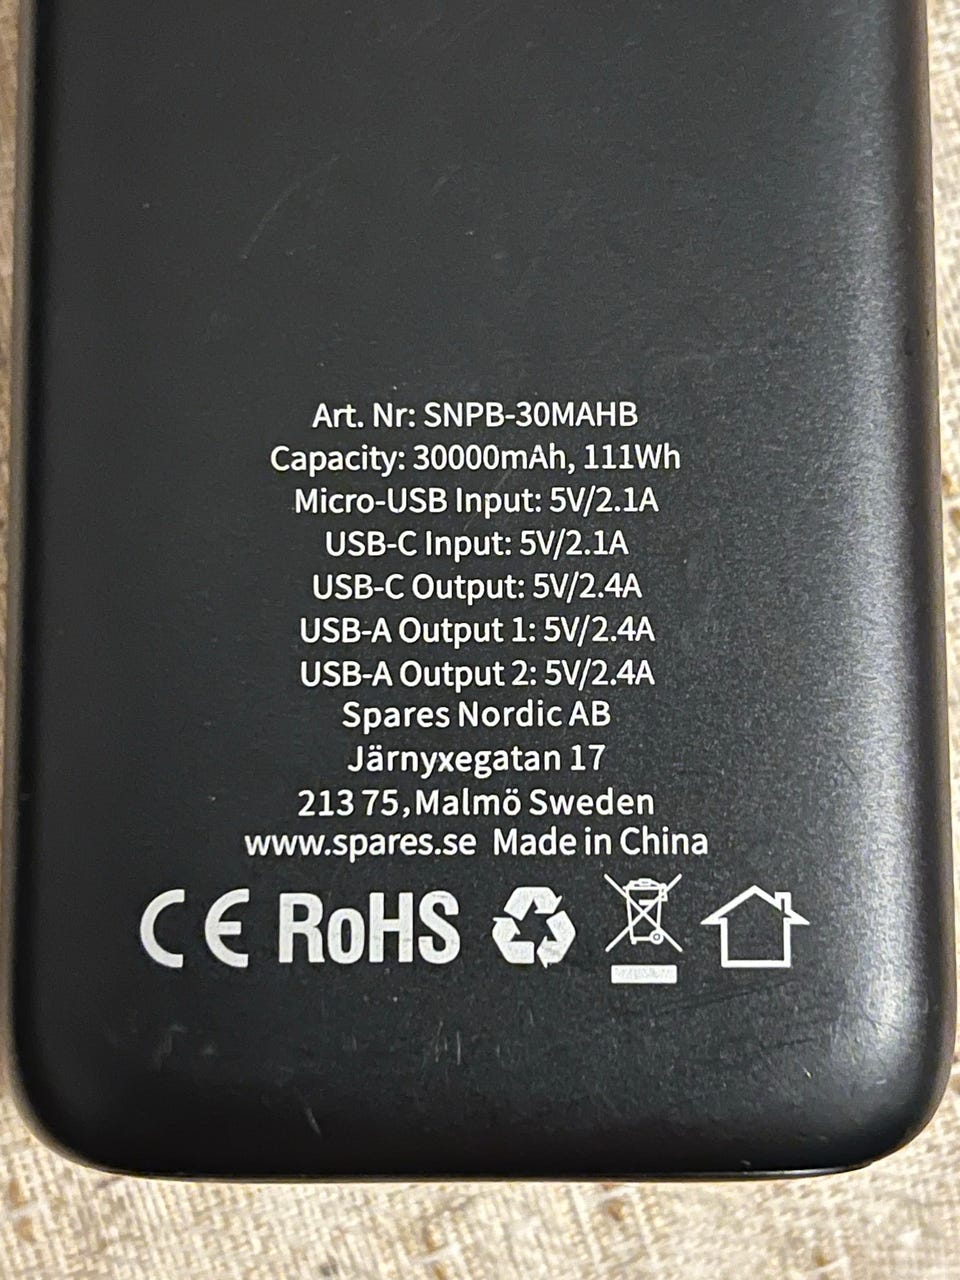 Art. Nr: SNPB-30MAHB
Capacity: 30000mAh, 111Wh
Micro-USB Input: 5V/2.1A
USB-C Input: 5V/2.1A
USB-C Output: 5V/2.4A
USB-A Output 1: 5V/2.4A
USB-A Output 2: 5V/2.4A
Spares Nordic AB
Järnyxegatan 17
213 75, Malmö Sweden
www.spares.se Made in China
CE RoHS